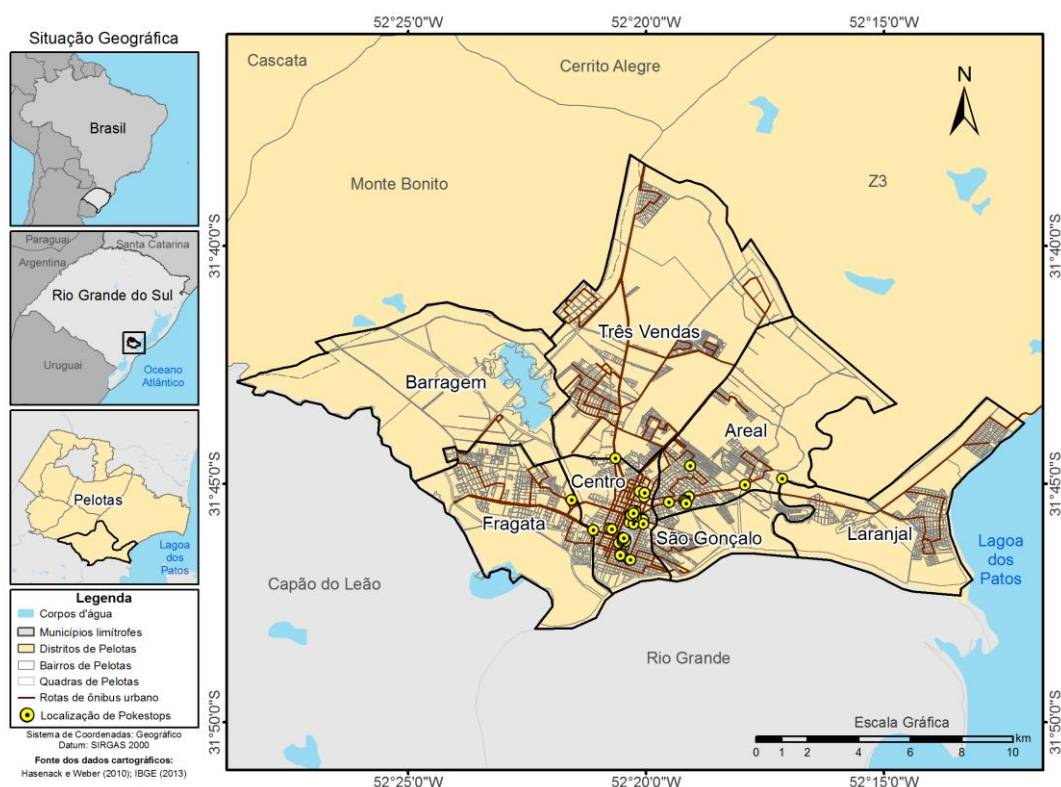 Situação Geográfica
Brasil
Paraguai
Santa Catarina
Argentina
Rio Grande do Sul
Uruguai
Oceano
Atlântico
Pelotas
Lagoa
dos
Patos
Legenda
Corpos d'água
Municípios limítrofes
Distritos de Pelotas
Bairros de Pelotas
Quadras de Pelotas
Rotas de ônibus urbano
Localização de Pokestops
Sistema de Coordenadas: Geográfico
Datum: SIRGAS 2000
Fonte dos dados cartográficos:
Hasenack e Weber (2010); IBGE (2013)
52°25'0"W
52°20'0"W
52°15'0"W
31°40'0"S
31°45'0"S
31°50'0"S
Cascata
Cerrito Alegre
N
Monte Bonito
Z3
Três Vendas
Barragem
Areal
Centro
Fragata
São Gonçalo
Laranjal
Lagoa
dos
Patos
Capão do Leão
Rio Grande
Escala Gráfica
km
0 1 2 4 6 8 10
31°40'0"S
31°45'0"S
31°50'0"S
52°25'0"W
52°20'0"W
52°15'0"W